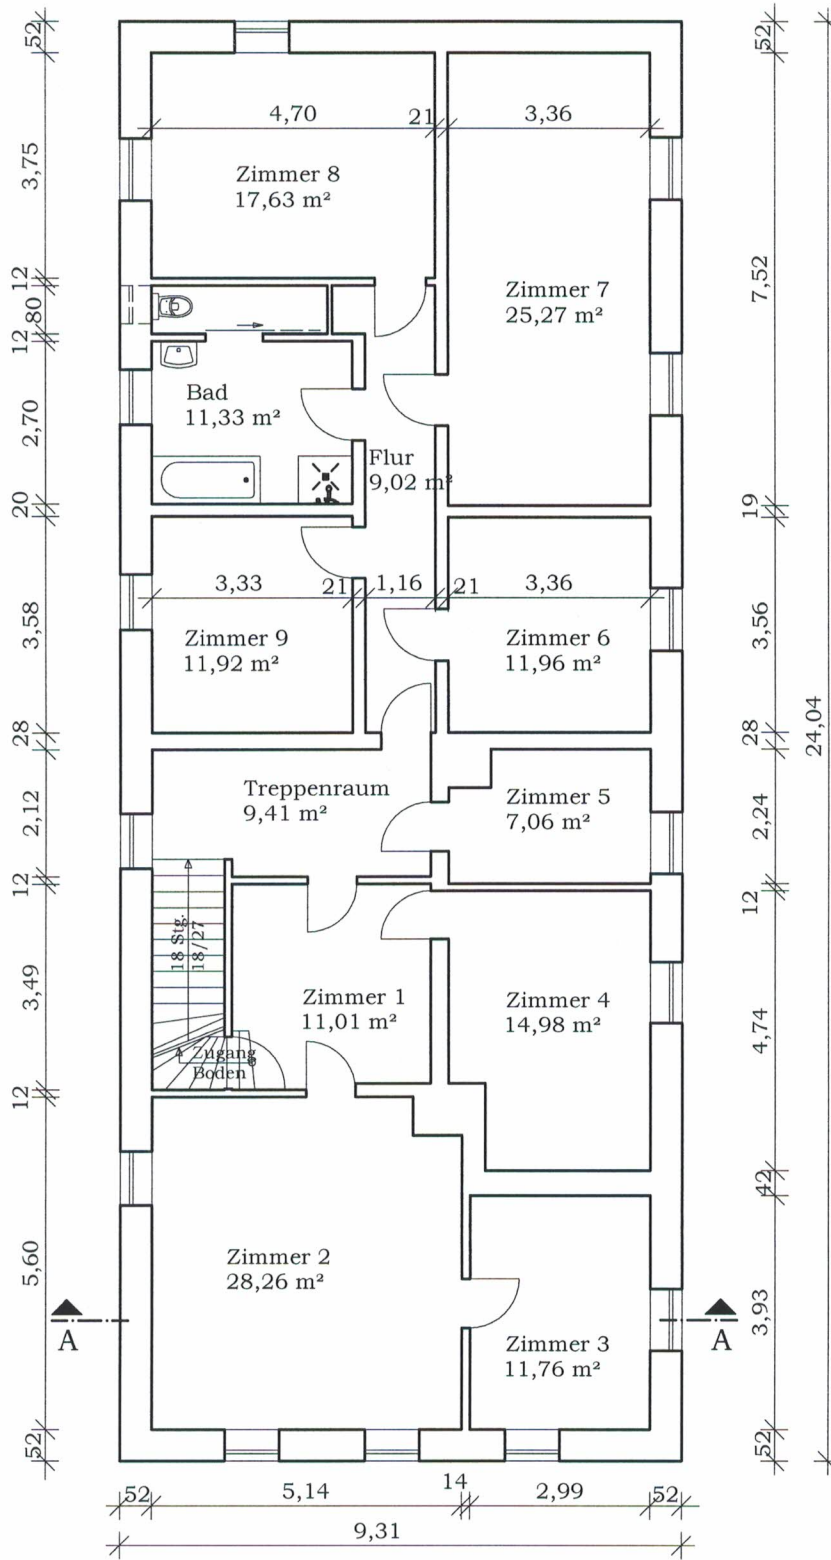 52
52
4,70
21
3,36
3,75
Zimmer 8
17,63 m²
7,52
Zimmer 7
25,27 m²
12
80
12
Bad
11,33 m²
2,70
Flur
9,02 m²
20
19
3,33
21
1,16
21
3,36
3,58
Zimmer 9
11,92 m²
Zimmer 6
11,96 m²
3,56
28
28
24,04
Treppenraum
9,41 m²
2,12
Zimmer 5
7,06 m²
2,24
12
12
18 Stg.
18/27
3,49
Zimmer 1
11,01 m²
Zimmer 4
14,98 m²
4,74
Zugang
Boden
12
42
5,60
Zimmer 2
28,26 m²
3,93
A
A
Zimmer 3
11,76 m²
52
52
52
5,14
14
2,99
52
9,31